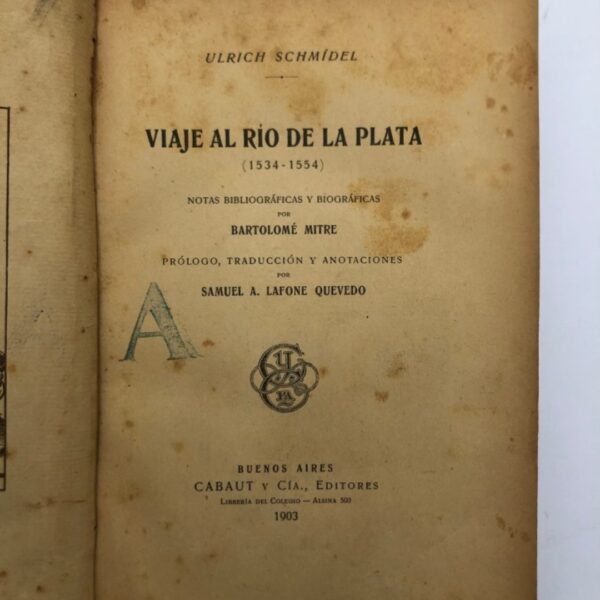 ULRICH SCHMÍDEL
VIAJE AL RÍO DE LA PLATA
(1534-1554)
NOTAS BIBLIOGRÁFICAS Y BIOGRÁFICAS
POR
BARTOLOMÉ MITRE
PRÓLOGO, TRADUCCIÓN Y ANOTACIONES
POR
SAMUEL A. LAFONE QUEVEDO
A
BUENOS AIRES
CABAUT Y CÍA., EDITORES
LIBRERÍA DEL COLEGIO — ALSINA 500
1903